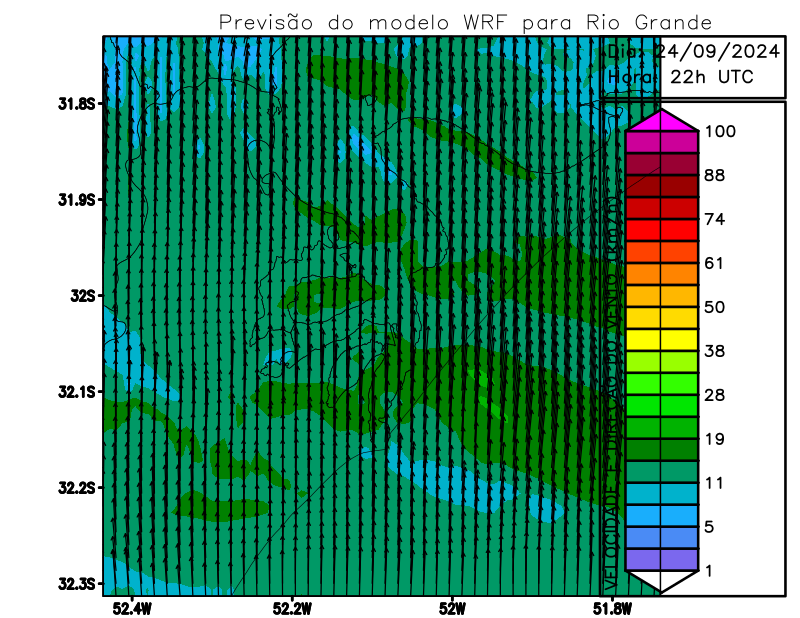 Previsão do modelo WRF para Rio Grande
Dia: 24/09/2024
Hora: 22h UTC
31.8S
31.9S
32S
32.1S
32.2S
32.3S
52.4W
52.2W
52W
51.8W
100
88
74
61
50
38
28
19
11
5
1
VELOCIDADE E DIREÇÃO DO VENTO (km/h)